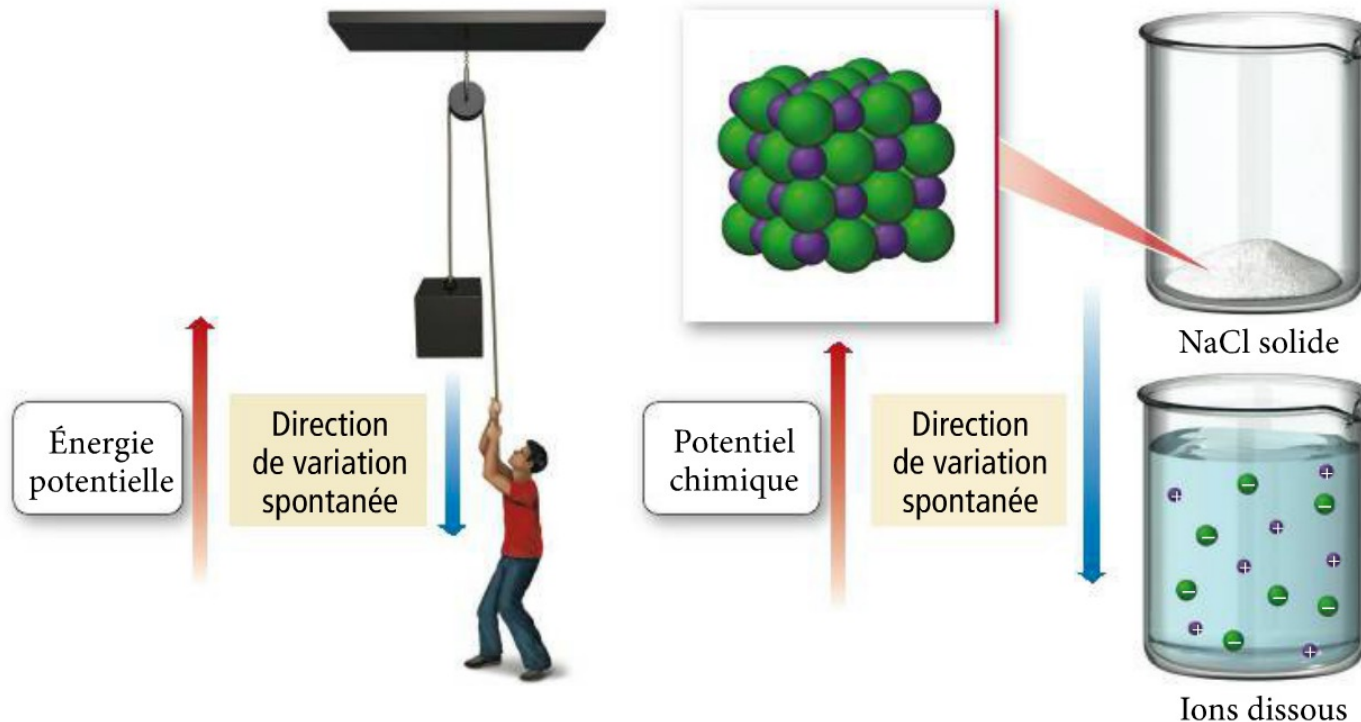 Énergie
potentielle
Direction
de variation
spontanée
Potentiel
chimique
Direction
de variation
spontanée
NaCl solide
+
−
+
−
+
−
+
+
−
−
−
+
−
+
Ions dissous